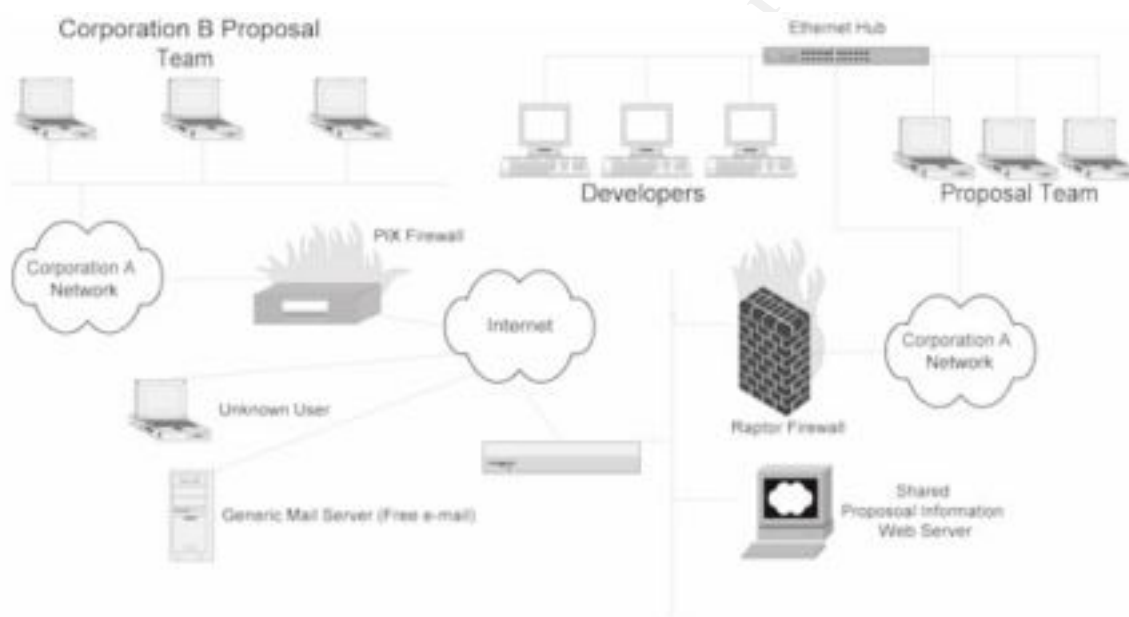 Corporation B Proposal
Team
Ethernet Hub
Developers
Proposal Team
PIX Firewall
Corporation A
Network
Internet
Corporation A
Network
Unknown User
Raptor Firewall
Generic Mail Server (Free e-mail)
Shared
Proposoal Information
Web Server